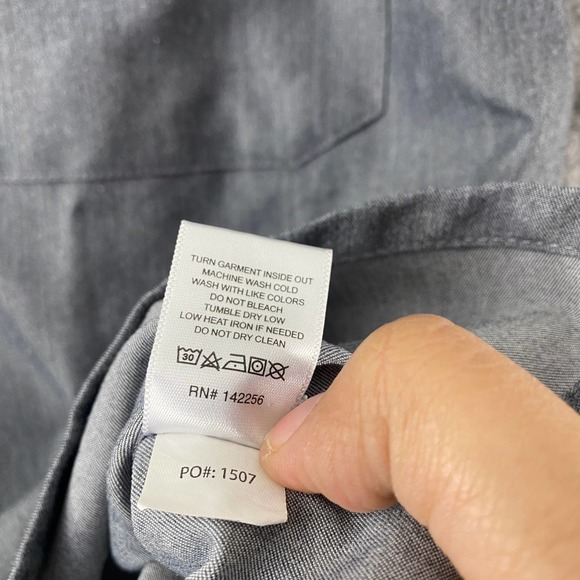 TURN GARMENT INSIDE OUT
MACHINE WASH COLD
WASH WITH LIKE COLORS
DO NOT BLEACH
TUMBLE DRY LOW
LOW HEAT IRON IF NEEDED
DO NOT DRY CLEAN
30
RN# 142256
PO#: 1507